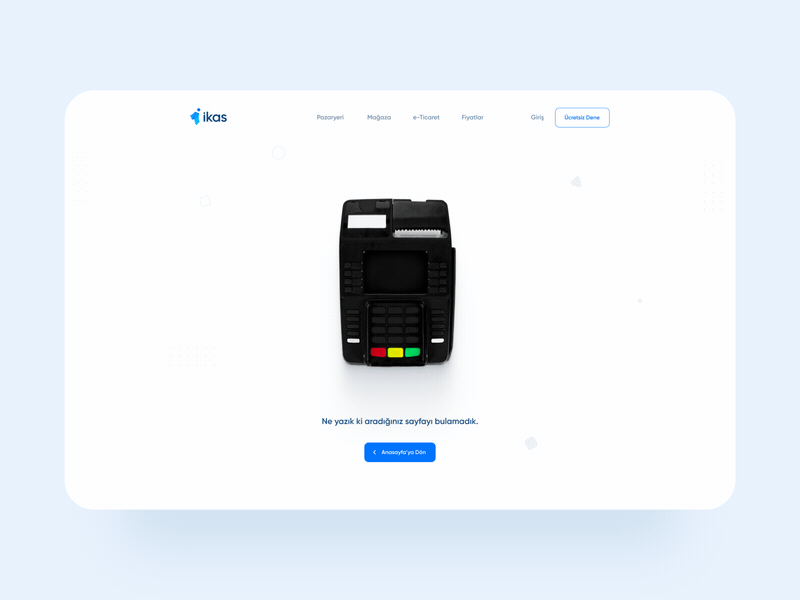 ikas
Pazaryeri
Mağaza
e-Ticaret
Fiyatlar
Giriş
Ücretsiz Dene
Ne yazık ki aradığınız sayfayı bulamadık.
Anasayfa'ya Dön